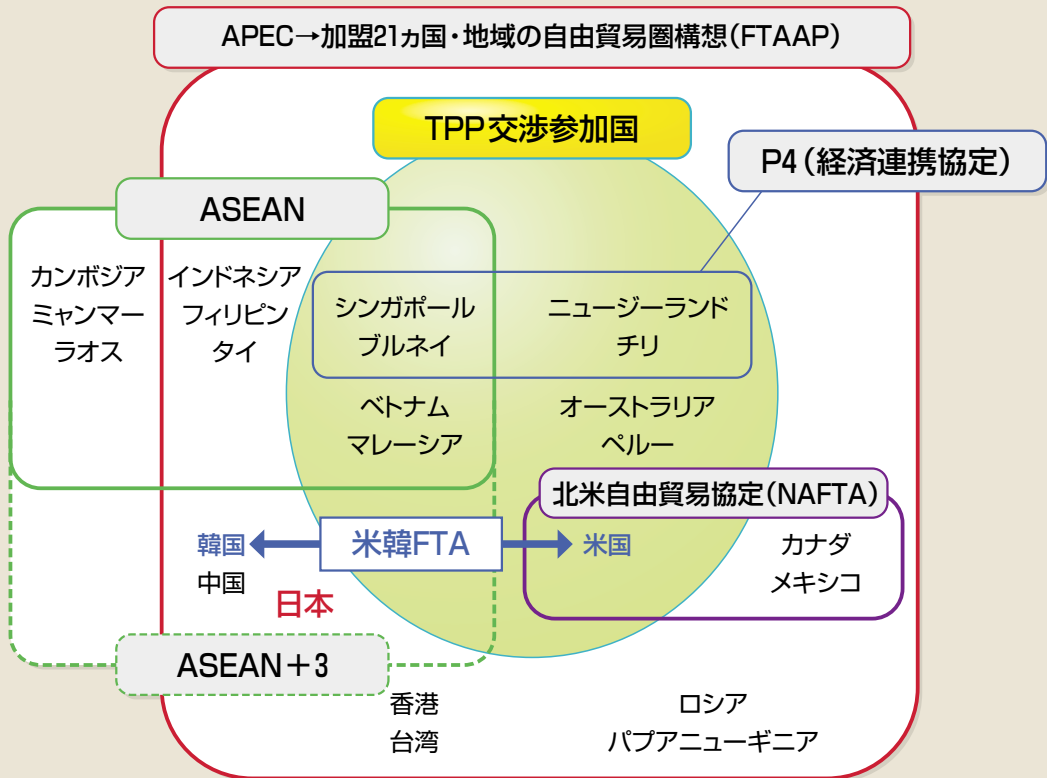 APEC→加盟21ヵ国・地域の自由貿易圏構想(FTAAP)
TPP交渉参加国
P4(経済連携協定)
ASEAN
カンボジア
ミャンマー
ラオス
インドネシア
フィリピン
タイ
シンガポール
ブルネイ
ニュージーランド
チリ
ベトナム
マレーシア
オーストラリア
ペルー
北米自由貿易協定(NAFTA)
韓国
米韓FTA
米国
カナダ
メキシコ
中国
日本
ASEAN+3
香港
台湾
ロシア
パプアニューギニア